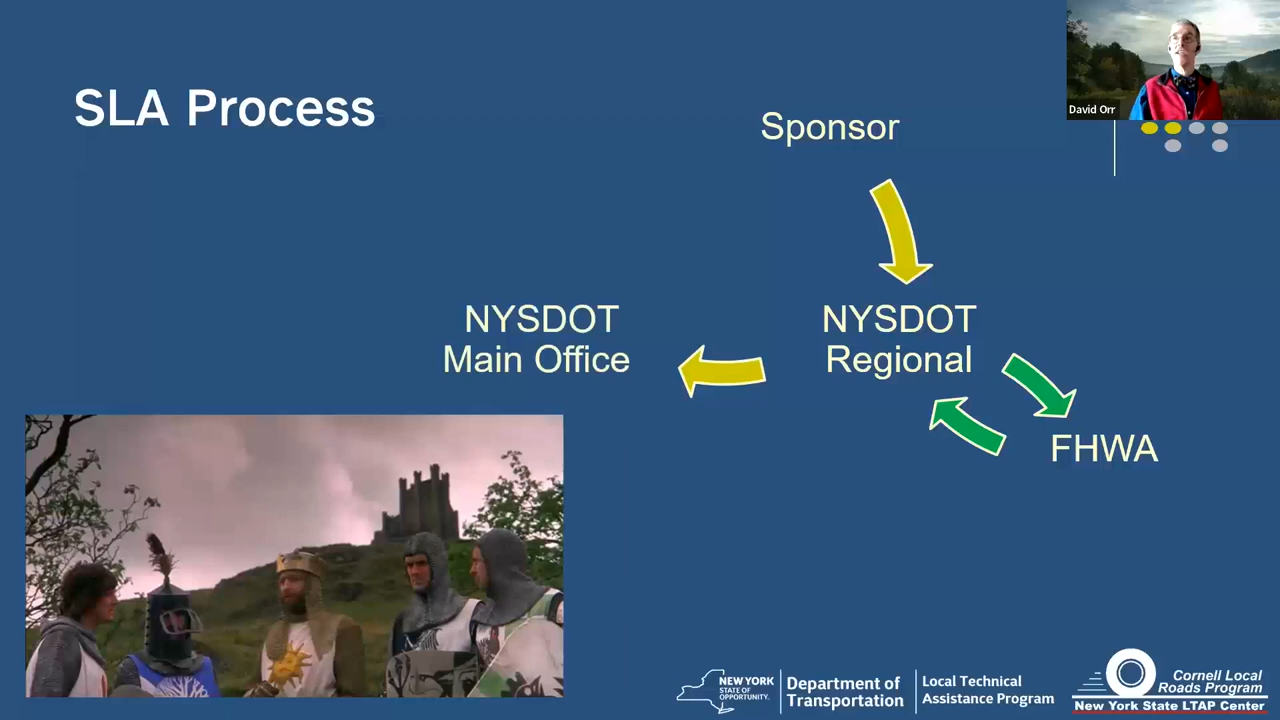 SLA Process
David Orr
Sponsor
NYSDOT
Main Office
NYSDOT
Regional
FHWA
NEW YORK
STATE OF
OPPORTUNITY.
Department of
Transportation
Local Technical
Assistance Program
Cornell Local
Roads Program
New York State LTAP Center